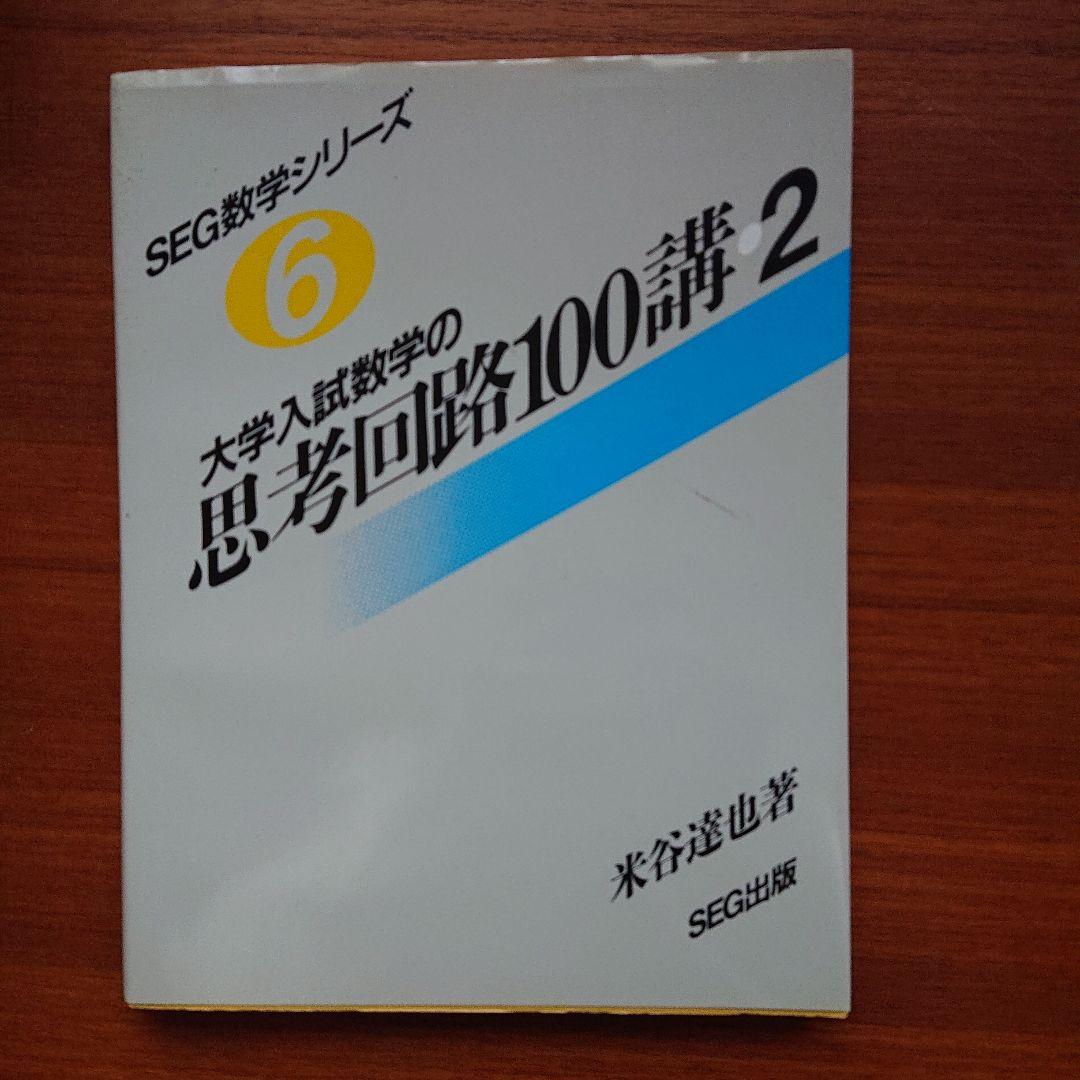 SEG数学シリーズ
6
大学入試数学の
思考回路100講・2
米谷達也著
SEG出版